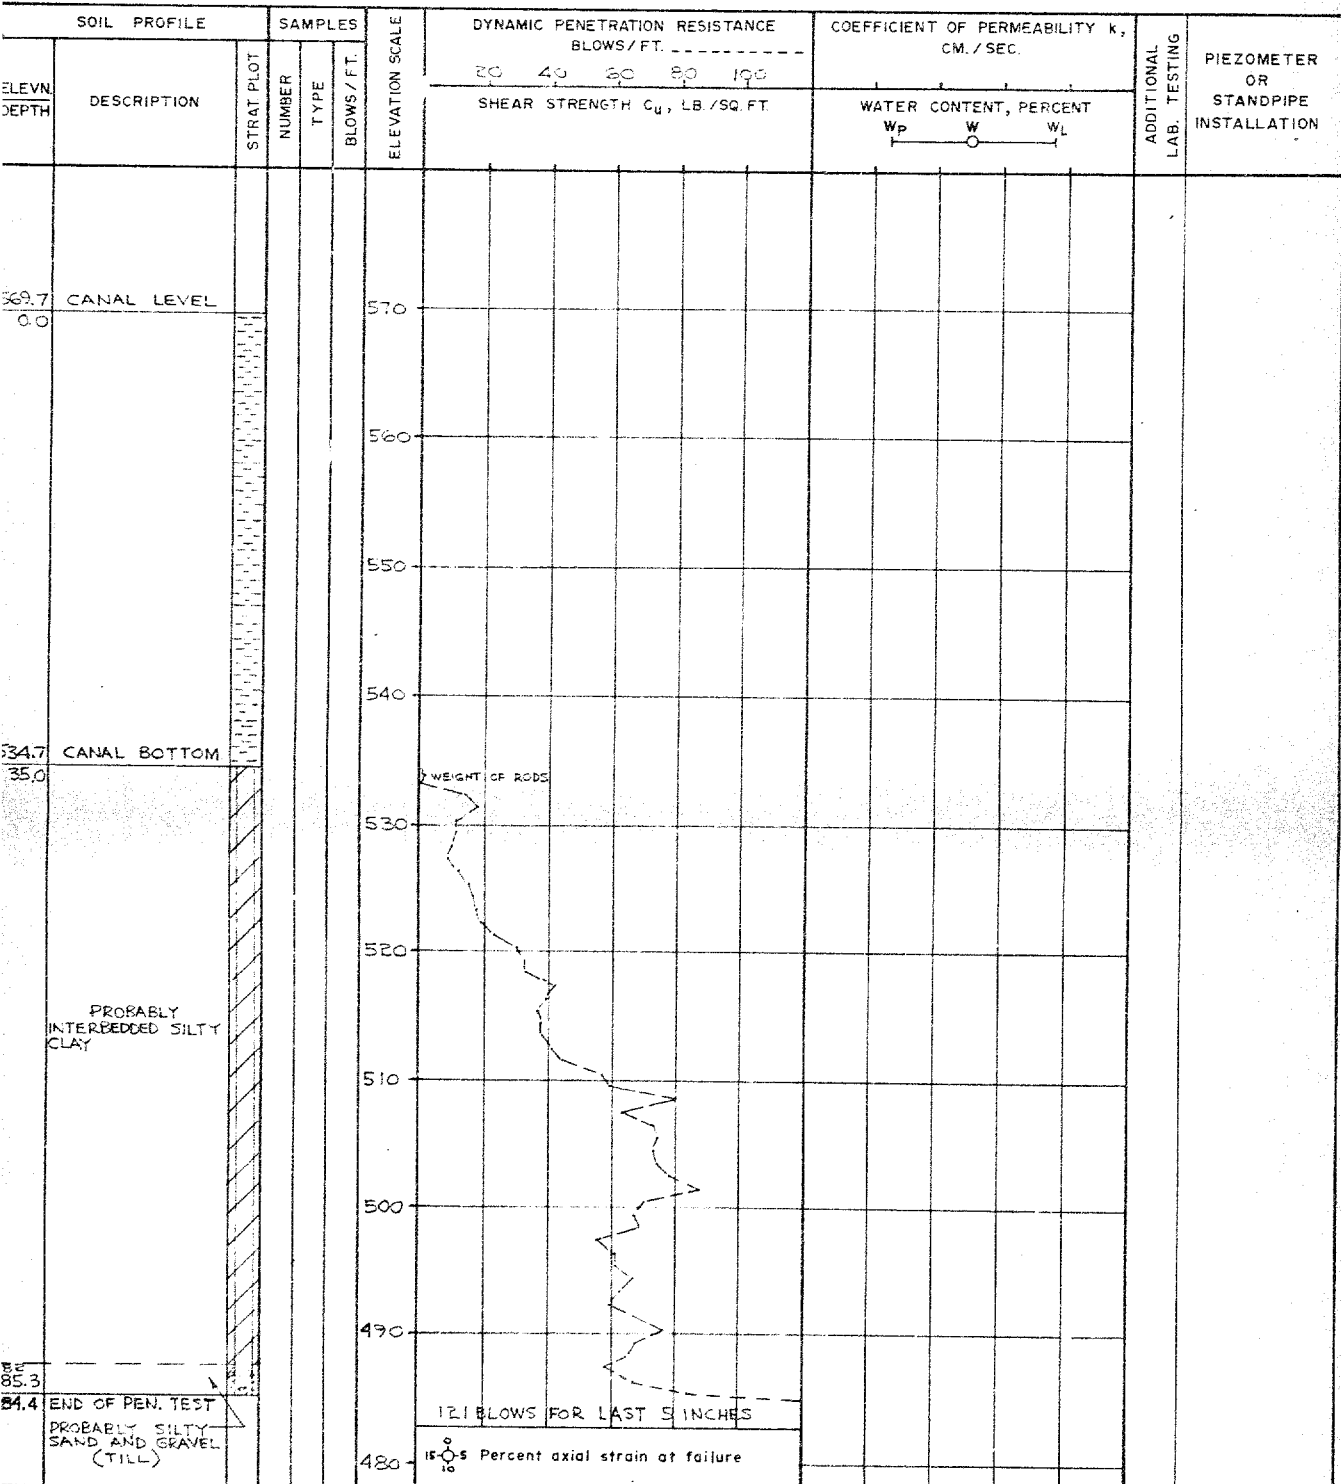 SOIL PROFILE
SAMPLES
ELEVATION SCALE
DYNAMIC PENETRATION RESISTANCE
BLOWS/FT. ----------
20 40 60 80 100
SHEAR STRENGTH Cu, LB./SQ.FT.
COEFFICIENT OF PERMEABILITY k,
CM./SEC.
WATER CONTENT, PERCENT
WP W WL
ADDITIONAL
LAB. TESTING
PIEZOMETER
OR
STANDPIPE
INSTALLATION
ELEVN.
DEPTH
DESCRIPTION
STRAT PLOT
NUMBER
TYPE
BLOWS/FT.
569.7 CANAL LEVEL
0.0
570
560
550
540
534.7 CANAL BOTTOM
35.0
WEIGHT OF RODS
530
520
PROBABLY
INTERBEDDED SILTY
CLAY
510
500
490
85.3
84.4 END OF PEN. TEST
PROBABLY SILTY
SAND AND GRAVEL
(TILL)
121 BLOWS FOR LAST 5 INCHES
480
0
15 5 Percent axial strain at failure
10